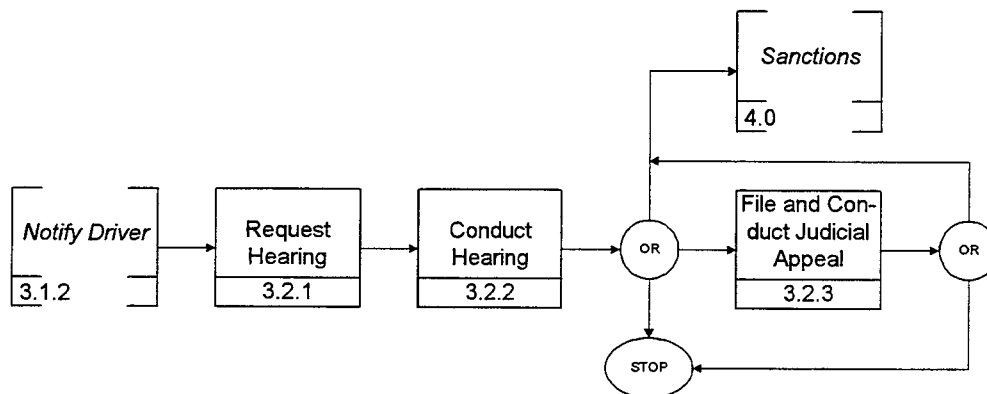 Sanctions
4.0
Notify Driver
3.1.2
Request
Hearing
3.2.1
Conduct
Hearing
3.2.2
OR
File and Con-
duct Judicial
Appeal
3.2.3
OR
STOP